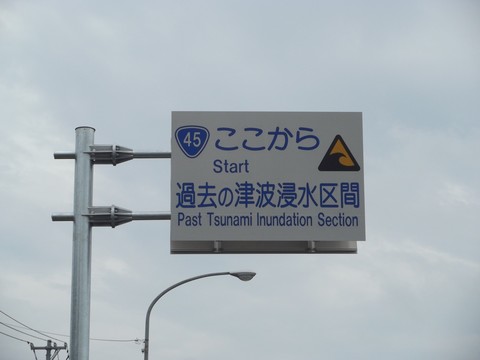 45 ここから
Start
過去の津波浸水区間
Past Tsunami Inundation Section